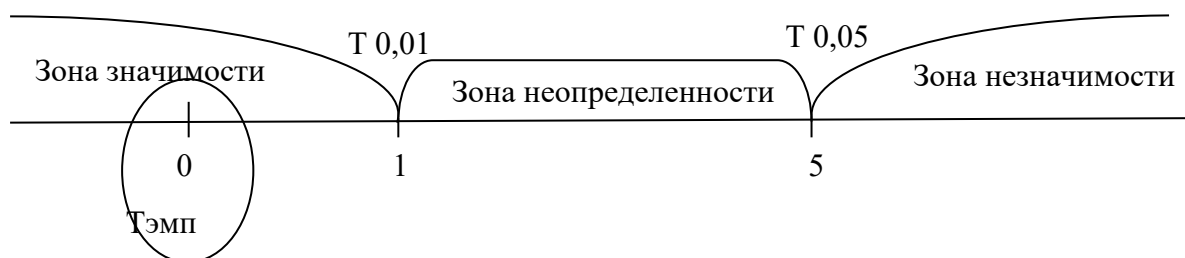 T 0,01
T 0,05
Зона значимости
Зона неопределенности
Зона незначимости
0
1
5
Тэмп